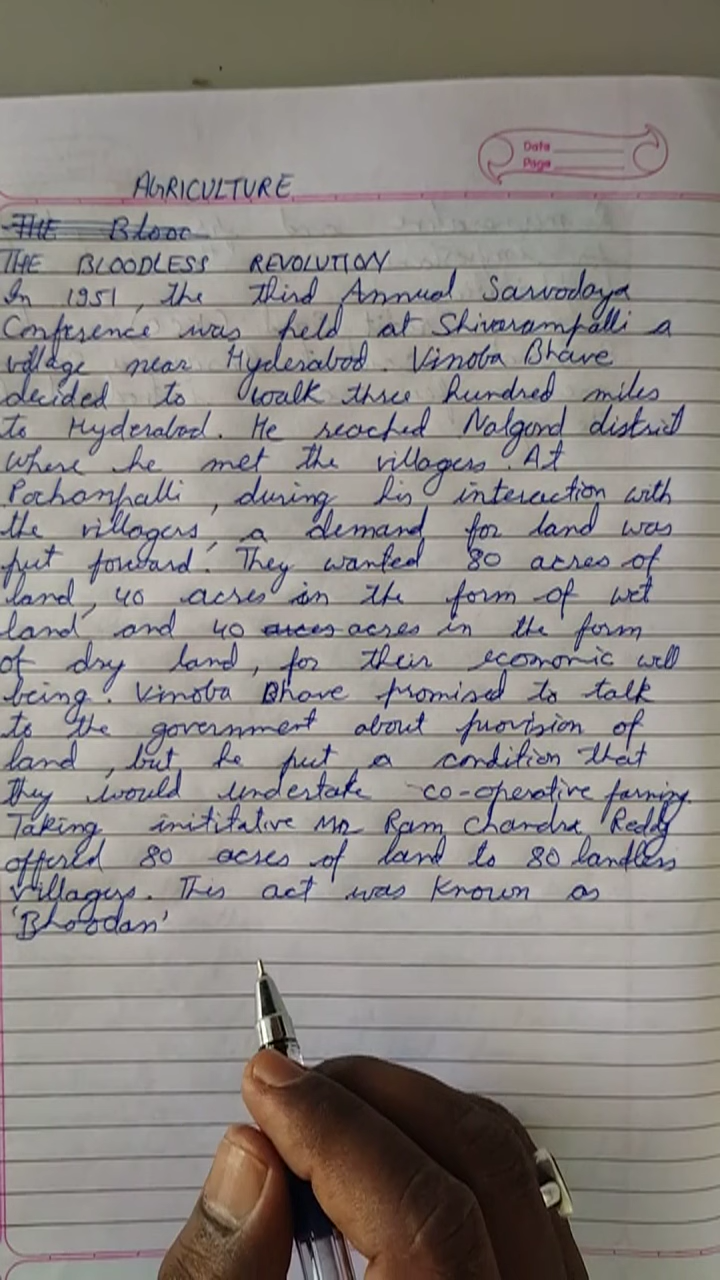 Date
Page
AGRICULTURE
THE Blooc
THE BLOODLESS REVOLUTION
In 1951, the third Annual Sarvodaya
Conference was held at Shivarampalli a
village near Hyderabad. Vinoba Bhave
decided to walk three hundred miles
to Hyderabad. He reached Nalgond district
where he met the villagers. At
Pochampalli, during his interaction with
the villagers, a demand for land was
put forward. They wanted 80 acres of
land, 40 acres in the form of wet
land and 40 acres acres in the form
of dry land, for their economic well
being. Vinoba Bhave promised to talk
to the government about provision of
land, but he put a condition that
they would undertake co-operative farming.
Taking inititative Mr Ram Chandra Reddy
offered 80 acres of land to 80 landless
villagers. This act was known as
'Bhoodan'